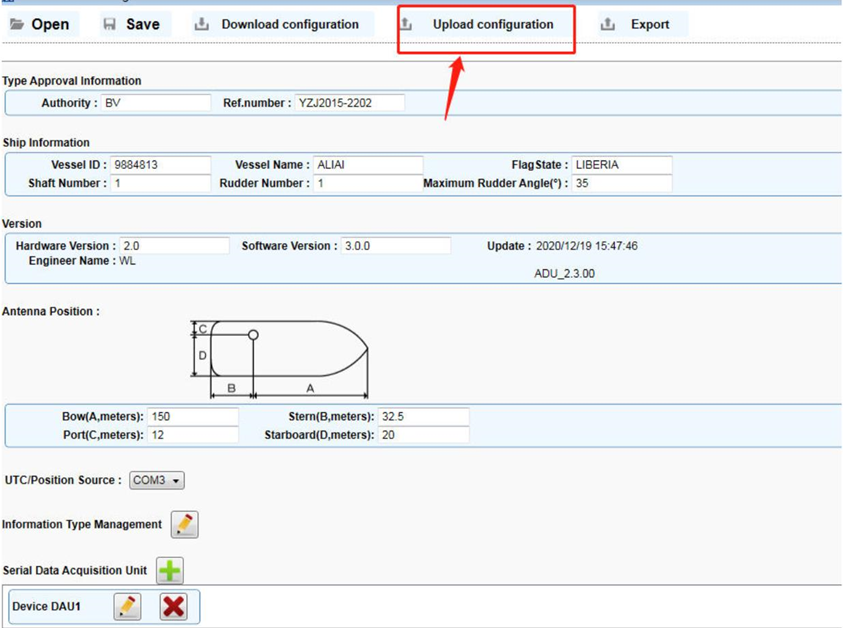 Open Save Download configuration Upload configuration Export
Type Approval Information
Authority : BV Ref.number : YZJ2015-2202
Ship Information
Vessel ID : 9884813 Vessel Name : ALIAI Flag State : LIBERIA
Shaft Number : 1 Rudder Number : 1 Maximum Rudder Angle(°) : 35
Version
Hardware Version : 2.0 Software Version : 3.0.0 Update : 2020/12/19 15:47:46
Engineer Name : WL
ADU_2.3.00
Antenna Position :
C
D
B A
Bow(A,meters): 150 Stern(B,meters): 32.5
Port(C,meters): 12 Starboard(D,meters): 20
UTC/Position Source : COM3
Information Type Management
Serial Data Acquisition Unit
Device DAU1